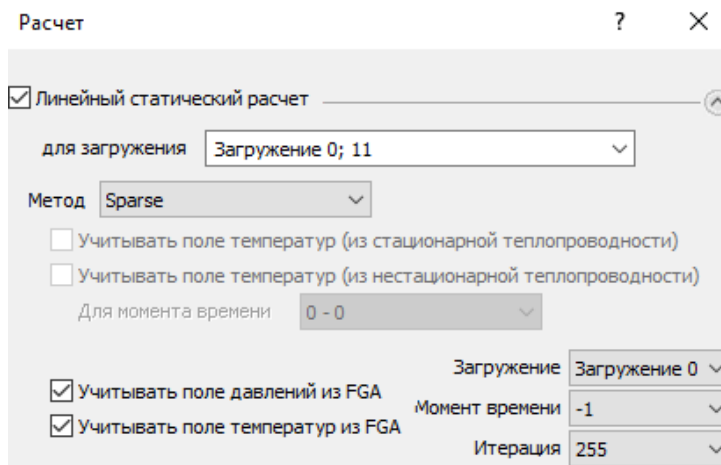 Расчет ? ✕
Линейный статический расчет
для загружения Загружение 0; 11
Метод Sparse
Учитывать поле температур (из стационарной теплопроводности)
Учитывать поле температур (из нестационарной теплопроводности)
Для момента времени 0 - 0
Загружение Загружение 0
Учитывать поле давлений из FGA
Момент времени -1
Учитывать поле температур из FGA
Итерация 255